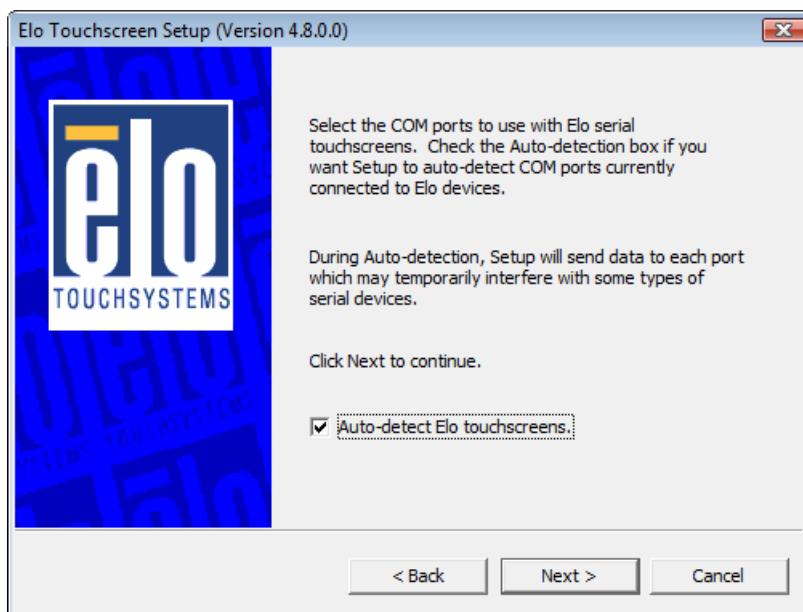 Elo Touchscreen Setup (Version 4.8.0.0)
ēlo
TOUCHSYSTEMS
Select the COM ports to use with Elo serial
touchscreens. Check the Auto-detection box if you
want Setup to auto-detect COM ports currently
connected to Elo devices.
During Auto-detection, Setup will send data to each port
which may temporarily interfere with some types of
serial devices.
Click Next to continue.
Auto-detect Elo touchscreens.
< Back
Next >
Cancel